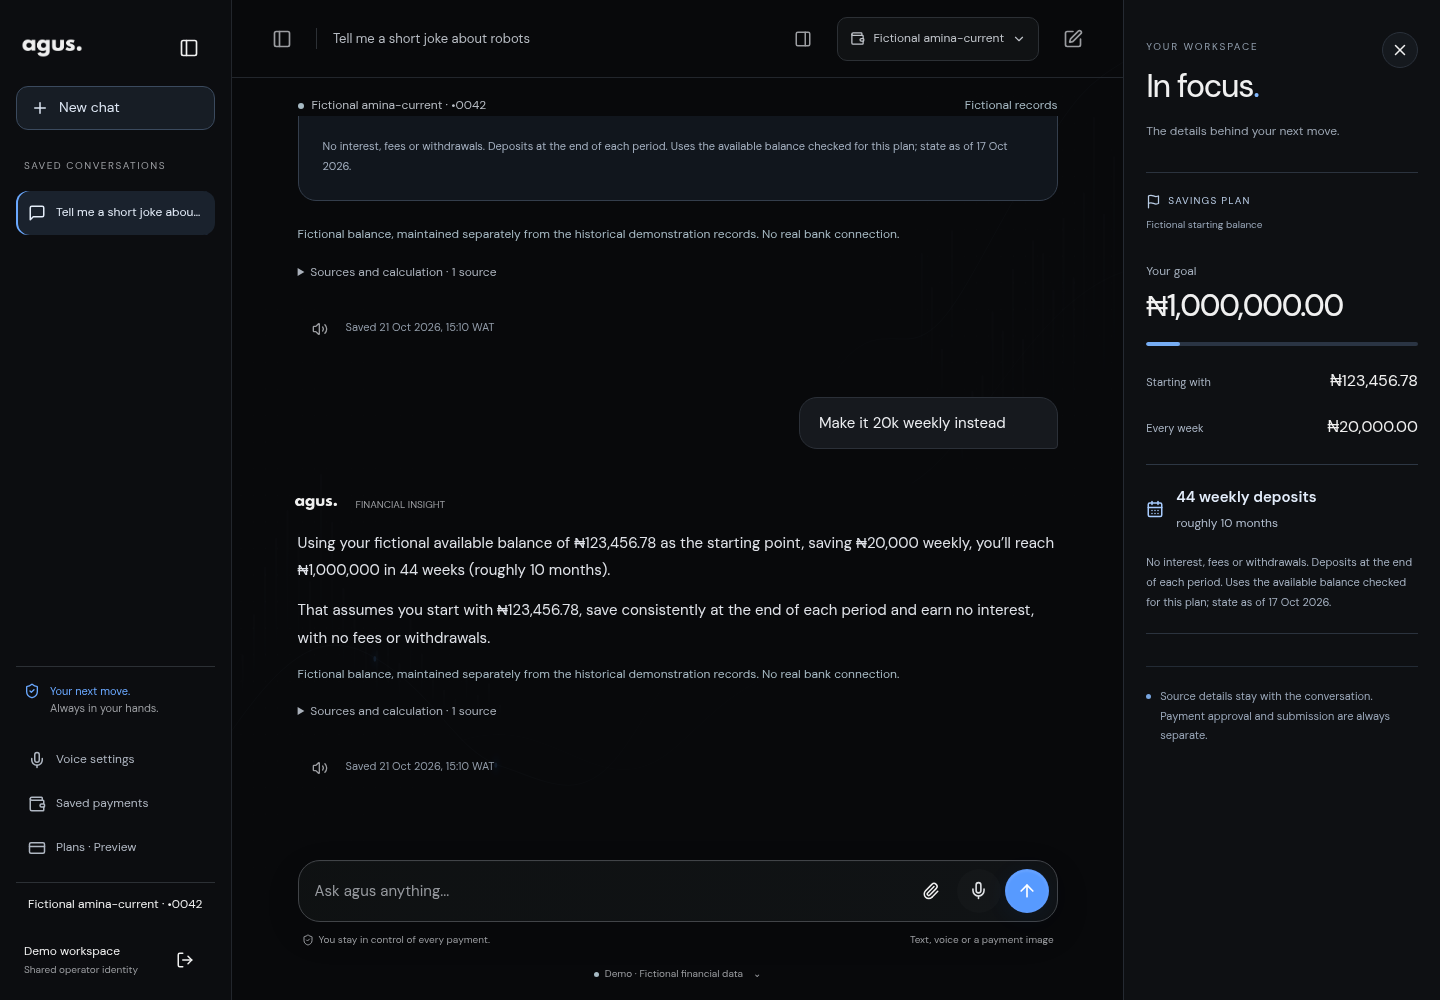 agus.
New chat
SAVED CONVERSATIONS
Tell me a short joke abou...
Your next move.
Always in your hands.
Voice settings
Saved payments
Plans · Preview
Fictional amina-current · •0042
Demo workspace
Shared operator identity
Tell me a short joke about robots
Fictional amina-current
Fictional amina-current · •0042
Fictional records
No interest, fees or withdrawals. Deposits at the end of each period. Uses the available balance checked for this plan; state as of 17 Oct
2026.
Fictional balance, maintained separately from the historical demonstration records. No real bank connection.
Sources and calculation · 1 source
Saved 21 Oct 2026, 15:10 WAT
Make it 20k weekly instead
agus.
FINANCIAL INSIGHT
Using your fictional available balance of ₦123,456.78 as the starting point, saving ₦20,000 weekly, you’ll reach
₦1,000,000 in 44 weeks (roughly 10 months).
That assumes you start with ₦123,456.78, save consistently at the end of each period and earn no interest,
with no fees or withdrawals.
Fictional balance, maintained separately from the historical demonstration records. No real bank connection.
Sources and calculation · 1 source
Saved 21 Oct 2026, 15:10 WAT
Ask agus anything...
You stay in control of every payment.
Text, voice or a payment image
Demo · Fictional financial data
YOUR WORKSPACE
In focus.
The details behind your next move.
SAVINGS PLAN
Fictional starting balance
Your goal
₦1,000,000.00
Starting with
₦123,456.78
Every week
₦20,000.00
44 weekly deposits
roughly 10 months
No interest, fees or withdrawals. Deposits at the end
of each period. Uses the available balance checked
for this plan; state as of 17 Oct 2026.
Source details stay with the conversation.
Payment approval and submission are always
separate.